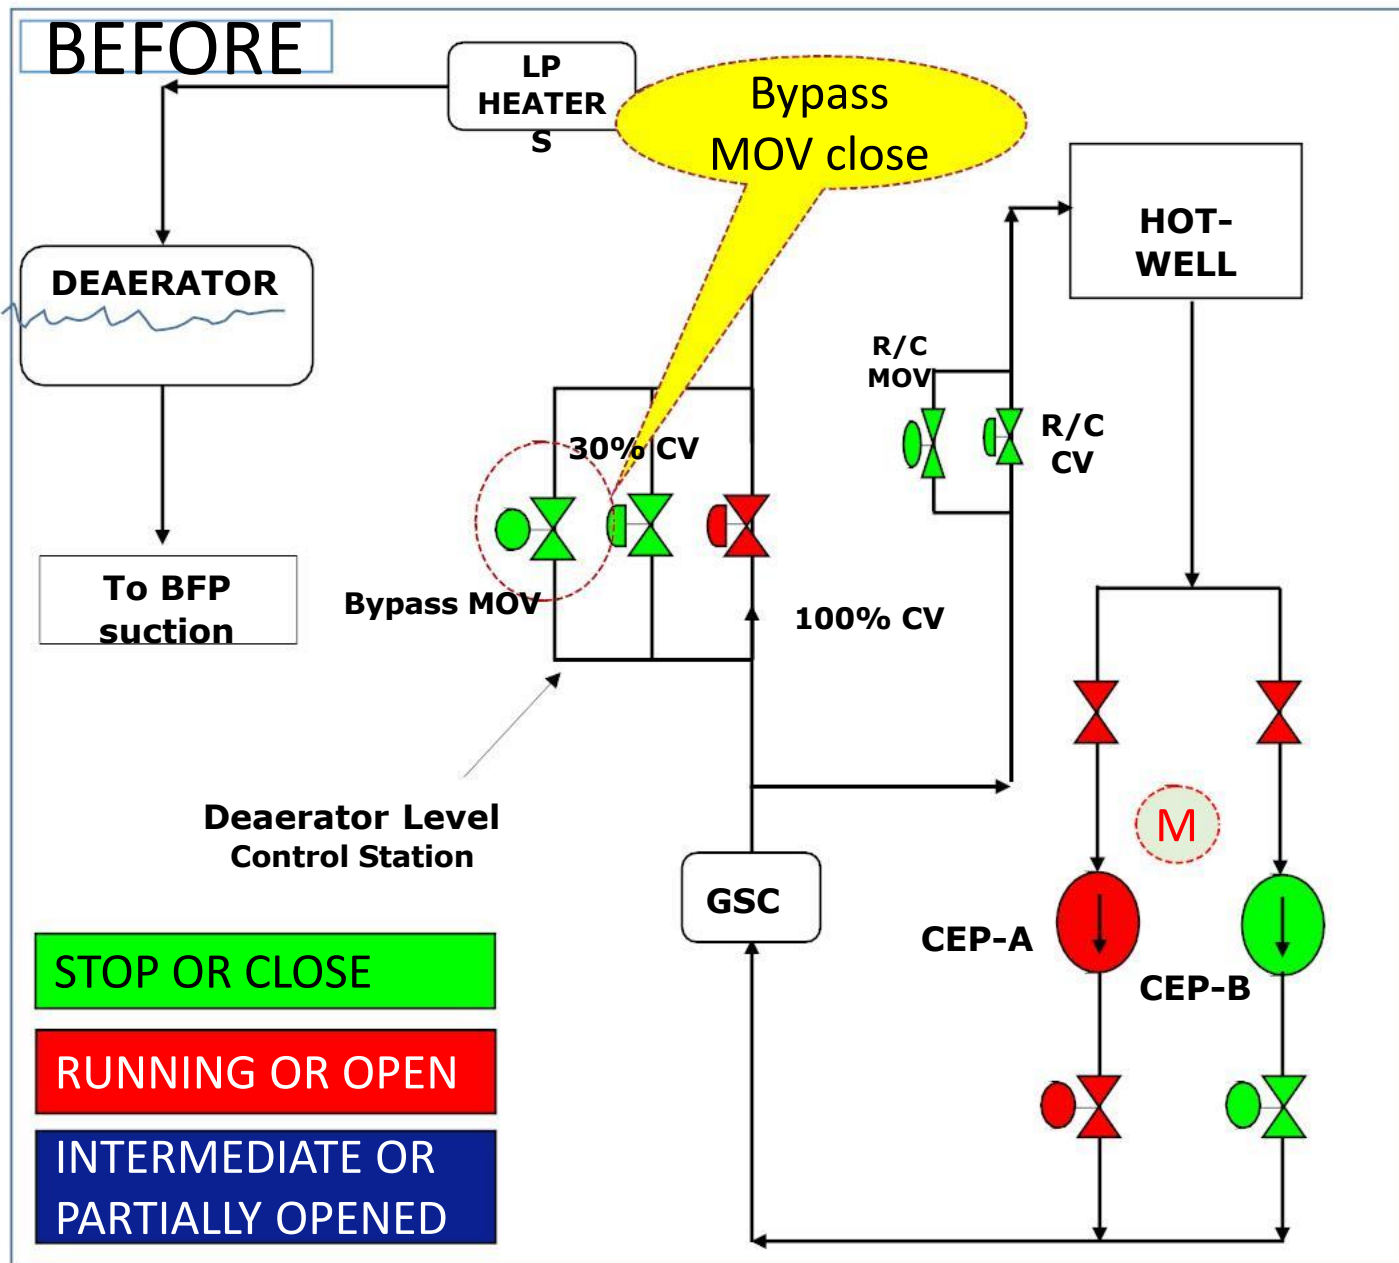 BEFORE
LP
HEATER
S
Bypass
MOV close
HOT-
WELL
DEAERATOR
R/C
MOV
R/C
CV
30% CV
To BFP
suction
Bypass MOV
100% CV
Deaerator Level
Control Station
M
GSC
CEP-A
CEP-B
STOP OR CLOSE
RUNNING OR OPEN
INTERMEDIATE OR
PARTIALLY OPENED